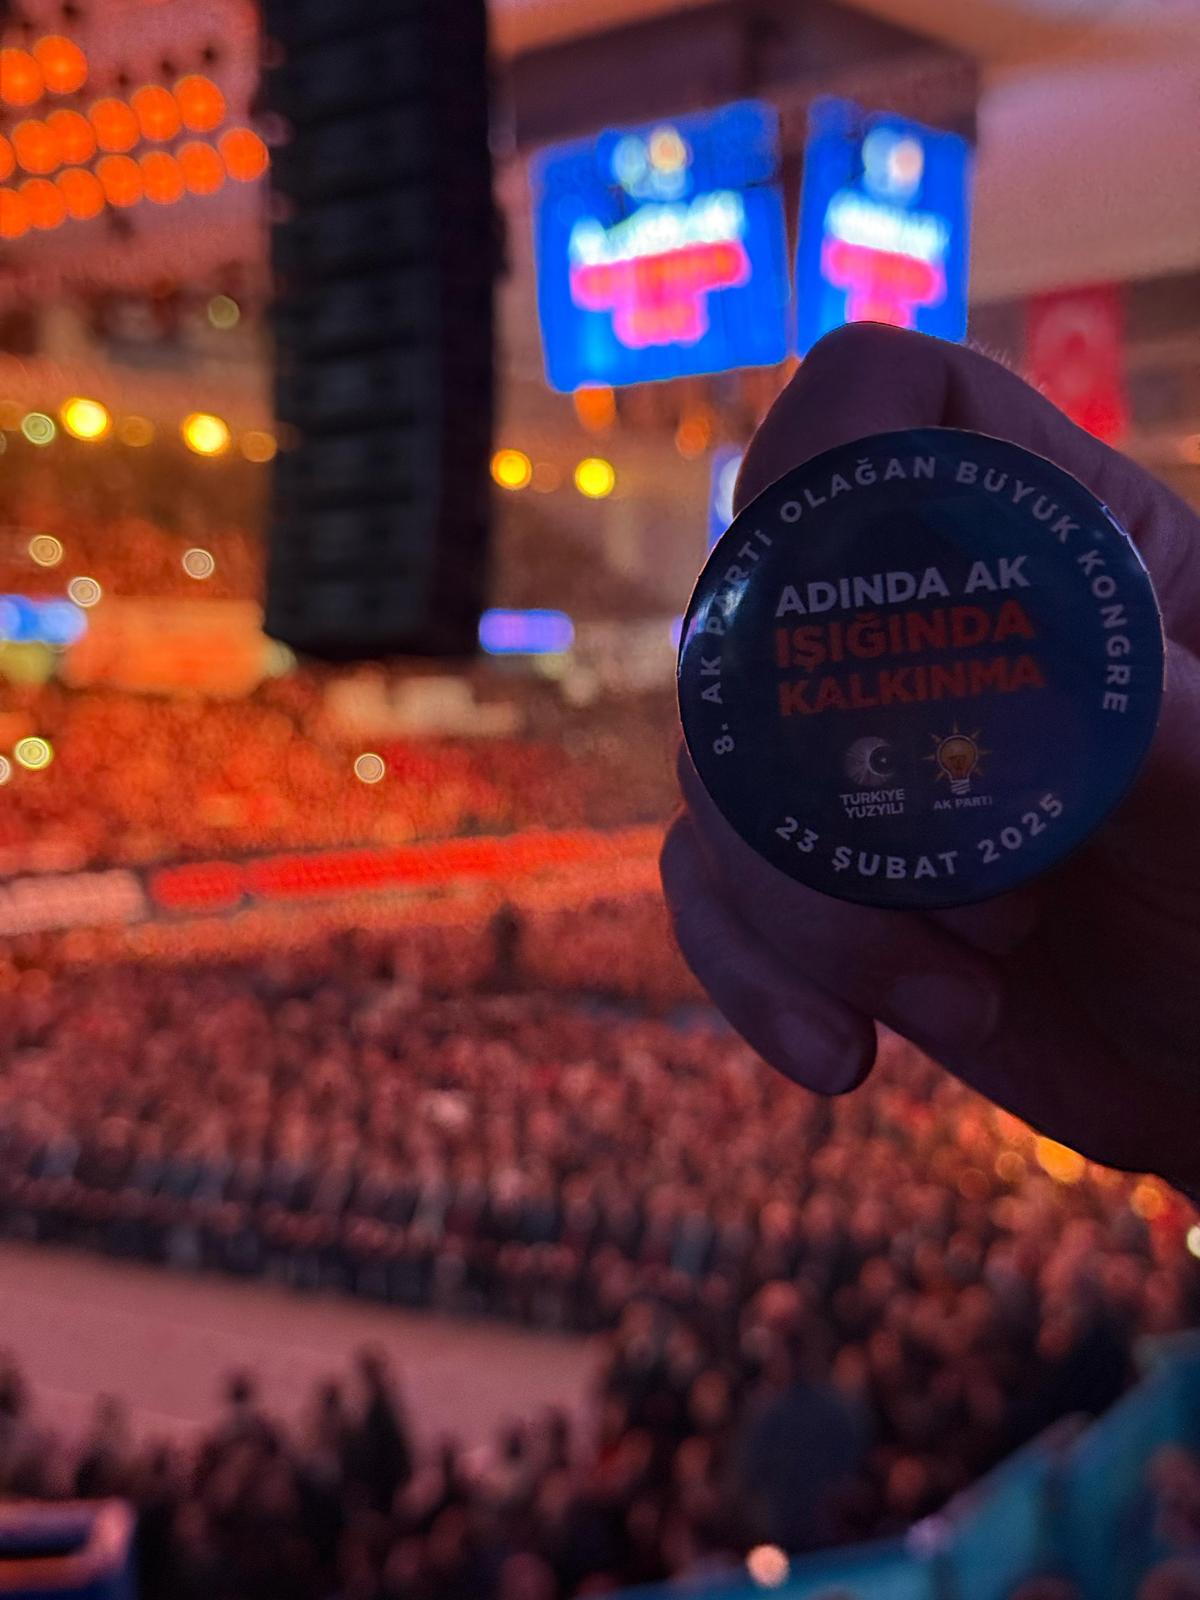 8. AK PARTİ OLAĞAN BÜYÜK KONGRE
ADINDA AK
IŞIĞINDA
KALKINMA
TÜRKİYE
YÜZYILI
AK PARTİ
23 ŞUBAT 2025